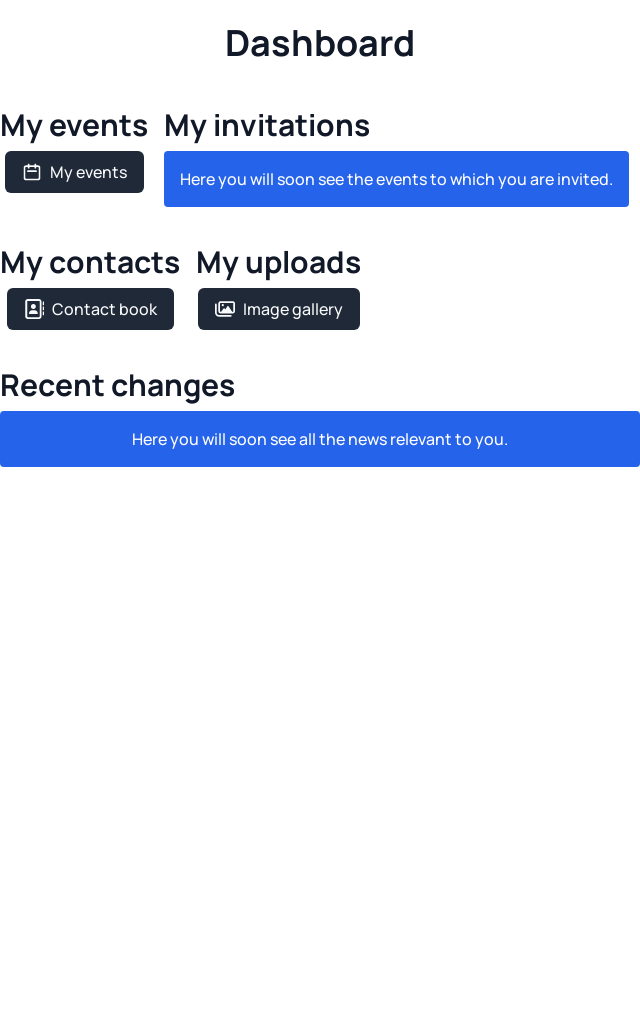 Dashboard
My events
My events
My invitations
Here you will soon see the events to which you are invited.
My contacts
Contact book
My uploads
Image gallery
Recent changes
Here you will soon see all the news relevant to you.